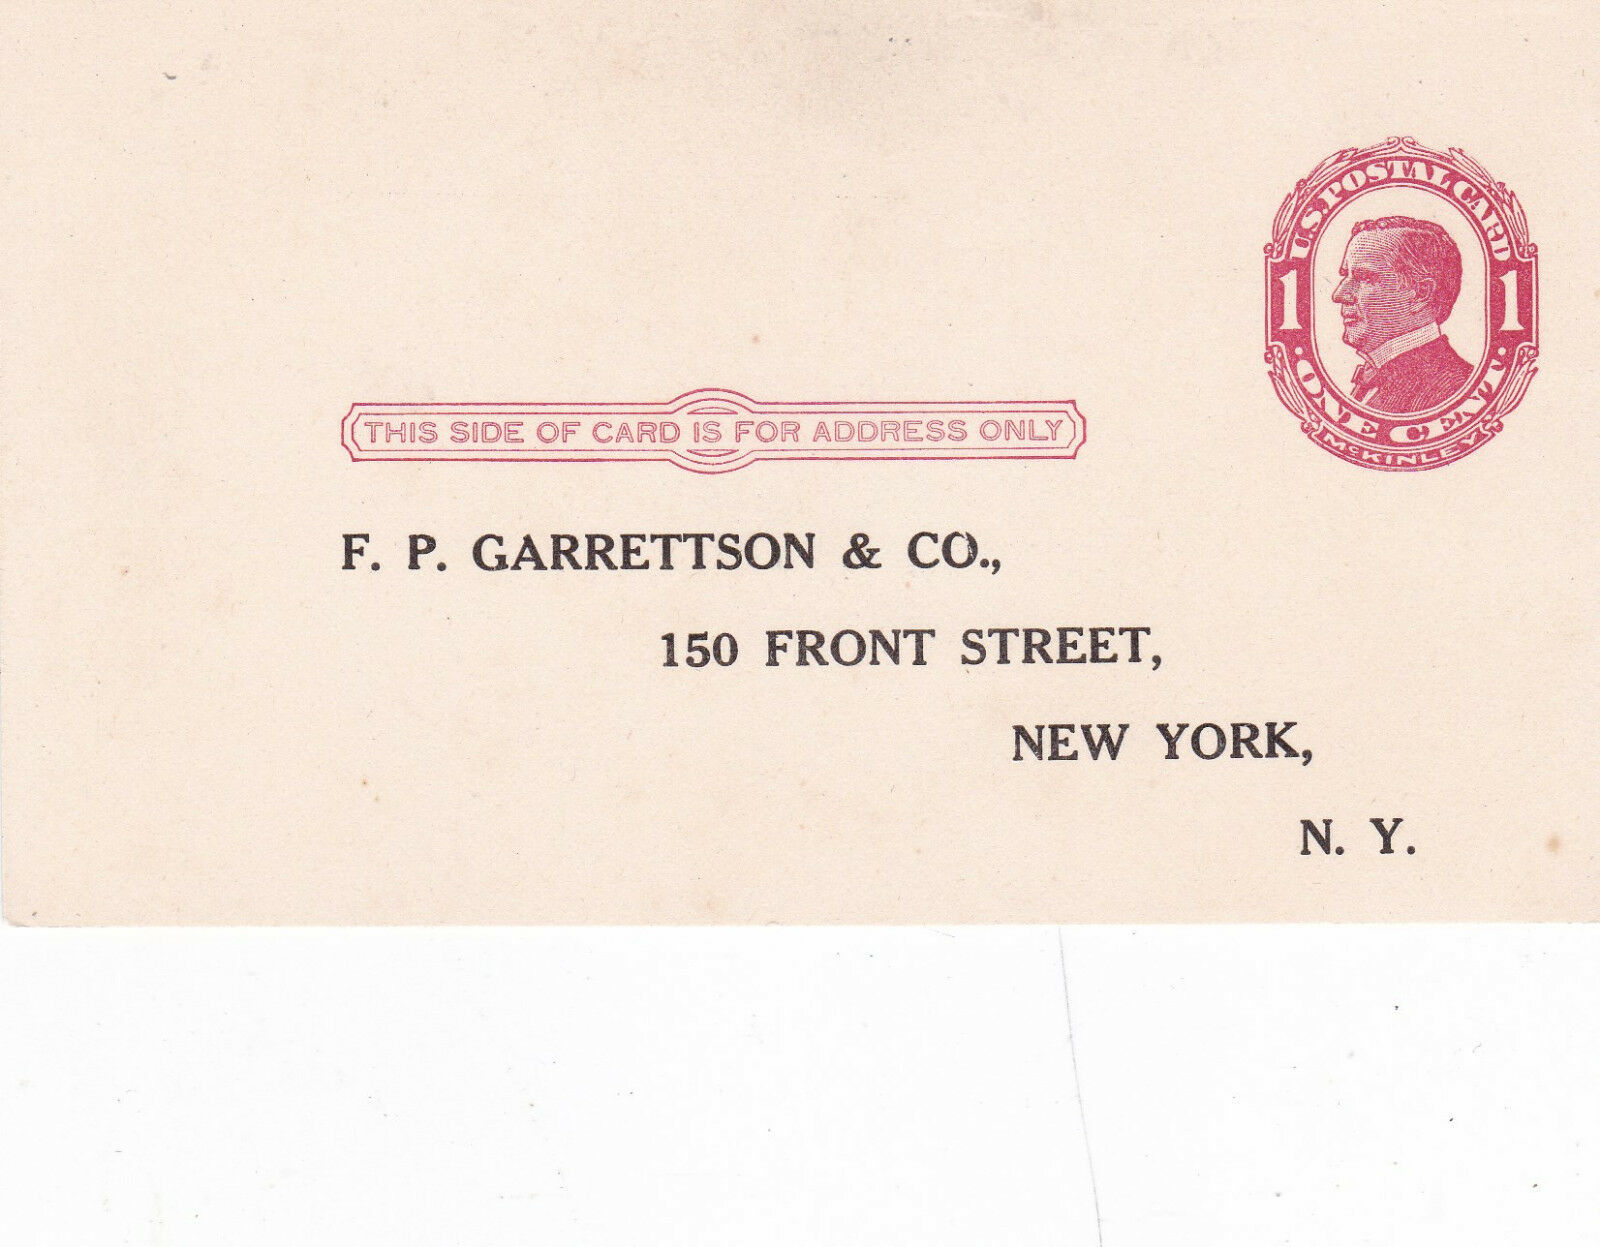 U.S. POSTAL CARD
1 1
ONE CENT
McKINLEY
THIS SIDE OF CARD IS FOR ADDRESS ONLY
F. P. GARRETTSON & CO.,
150 FRONT STREET,
NEW YORK,
N. Y.